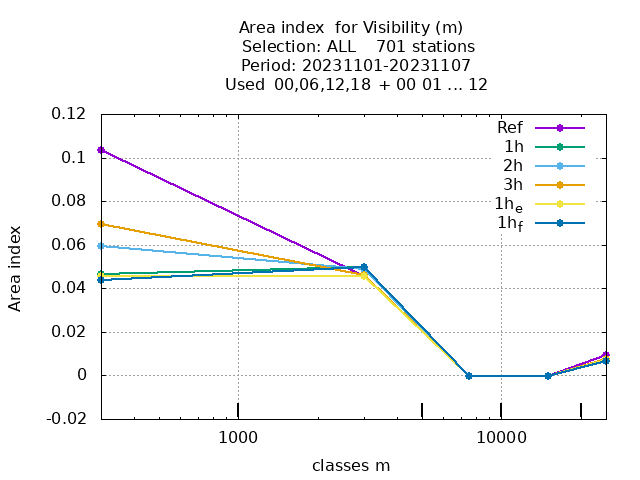 Area index for Visibility (m)
Selection: ALL 701 stations
Period: 20231101-20231107
Used 00,06,12,18 + 00 01 ... 12
0.12
0.1
0.08
0.06
0.04
0.02
0
-0.02
Area index
Ref
1h
2h
3h
1he
1hf
1000
10000
classes m